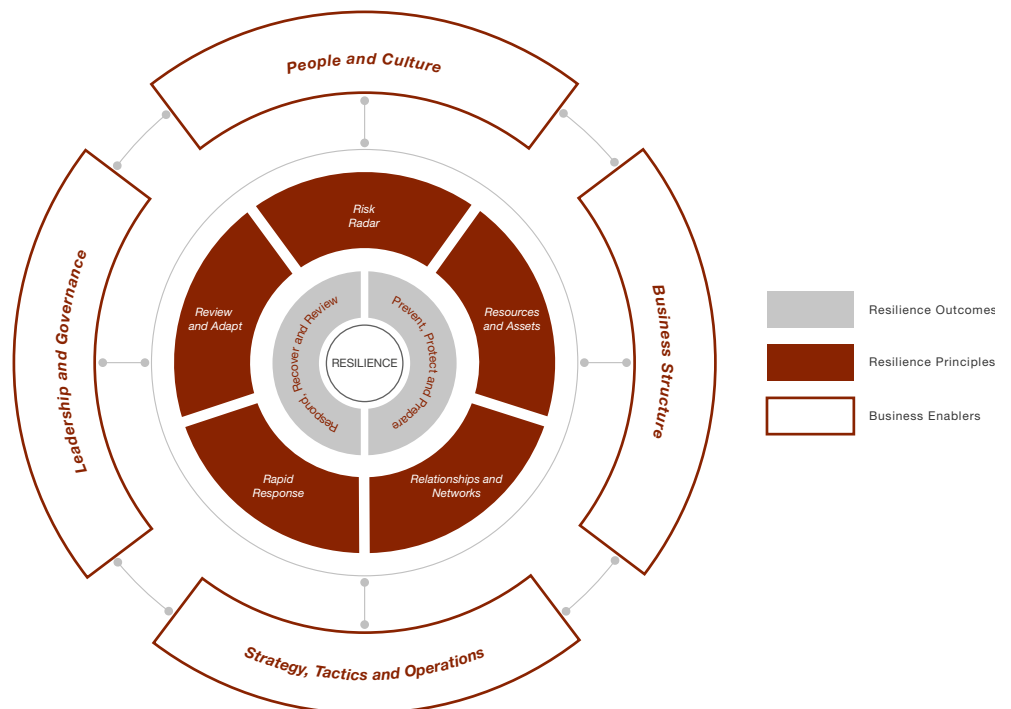 People and Culture
Risk
Radar
Review
and Adapt
Resources
and Assets
Leadership and Governance
Respond, Recover and Review
RESILIENCE
Prevent, Protect and Prepare
Business Structure
Rapid
Response
Relationships and
Networks
Strategy, Tactics and Operations
Resilience Outcomes
Resilience Principles
Business Enablers